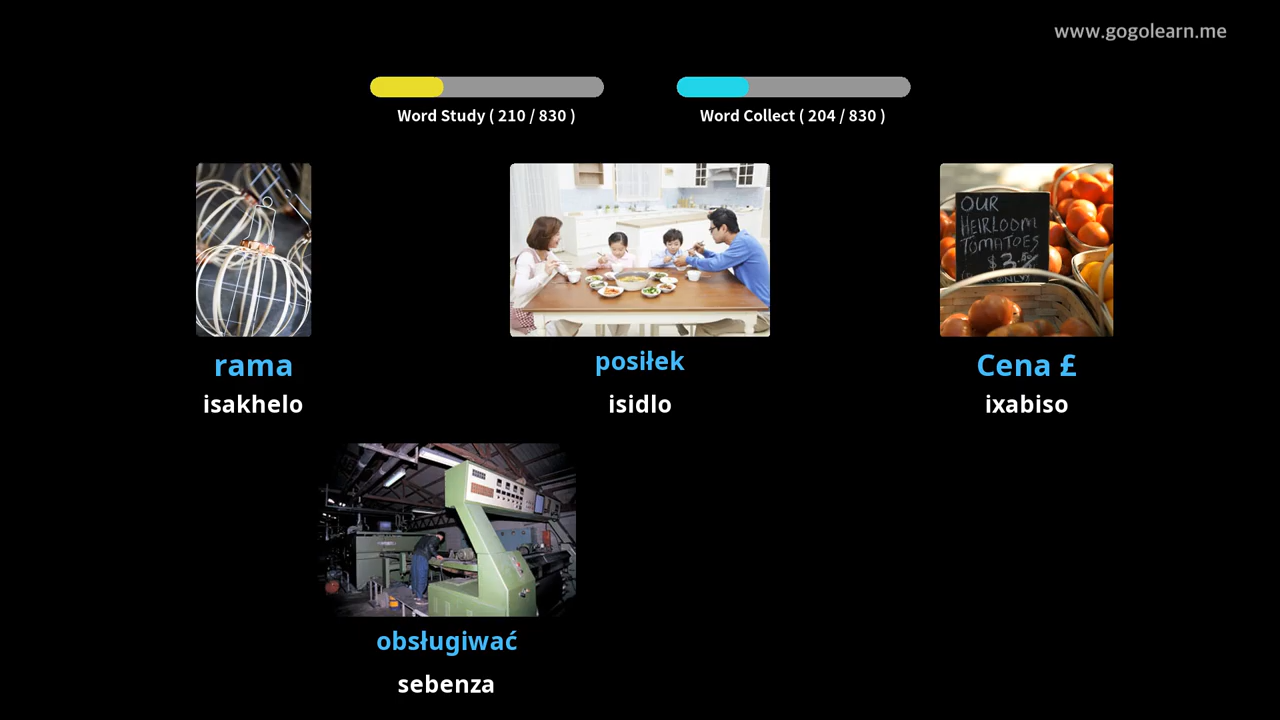 www.gogolearn.me
Word Study ( 210 / 830 )
Word Collect ( 204 / 830 )
OUR
HEIRLOOM
TOMATOES
$3.
rama
posiłek
Cena £
isakhelo
isidlo
ixabiso
obsługiwać
sebenza